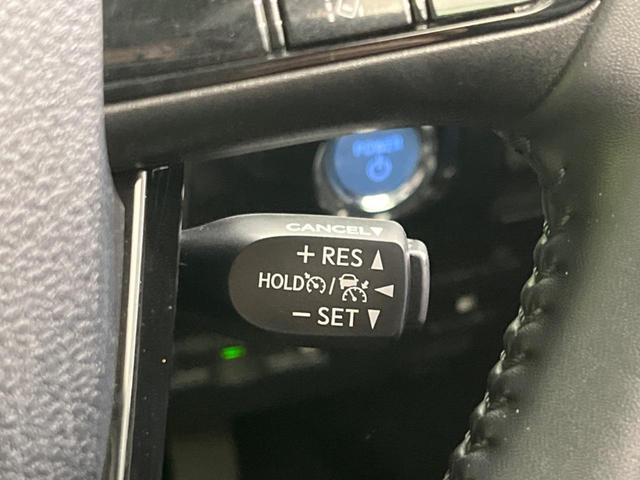 POWER
CANCEL▼
+ RES ▲
HOLD / ◄
− SET ▼